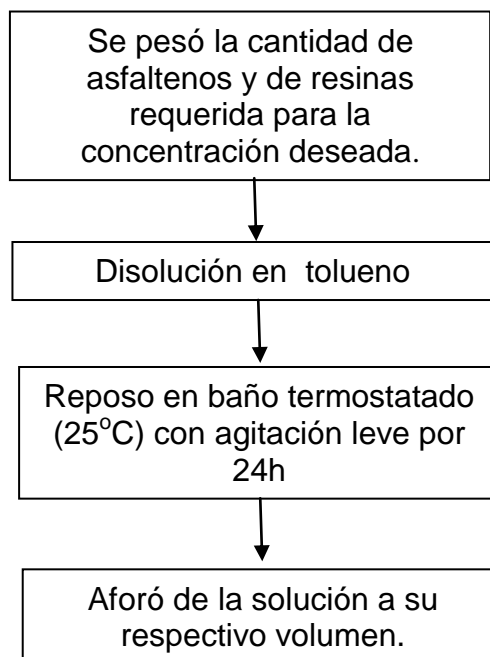 Se pesó la cantidad de
asfaltenos y de resinas
requerida para la
concentración deseada.
Disolución en tolueno
Reposo en baño termostatado
(25°C) con agitación leve por
24h
Aforó de la solución a su
respectivo volumen.